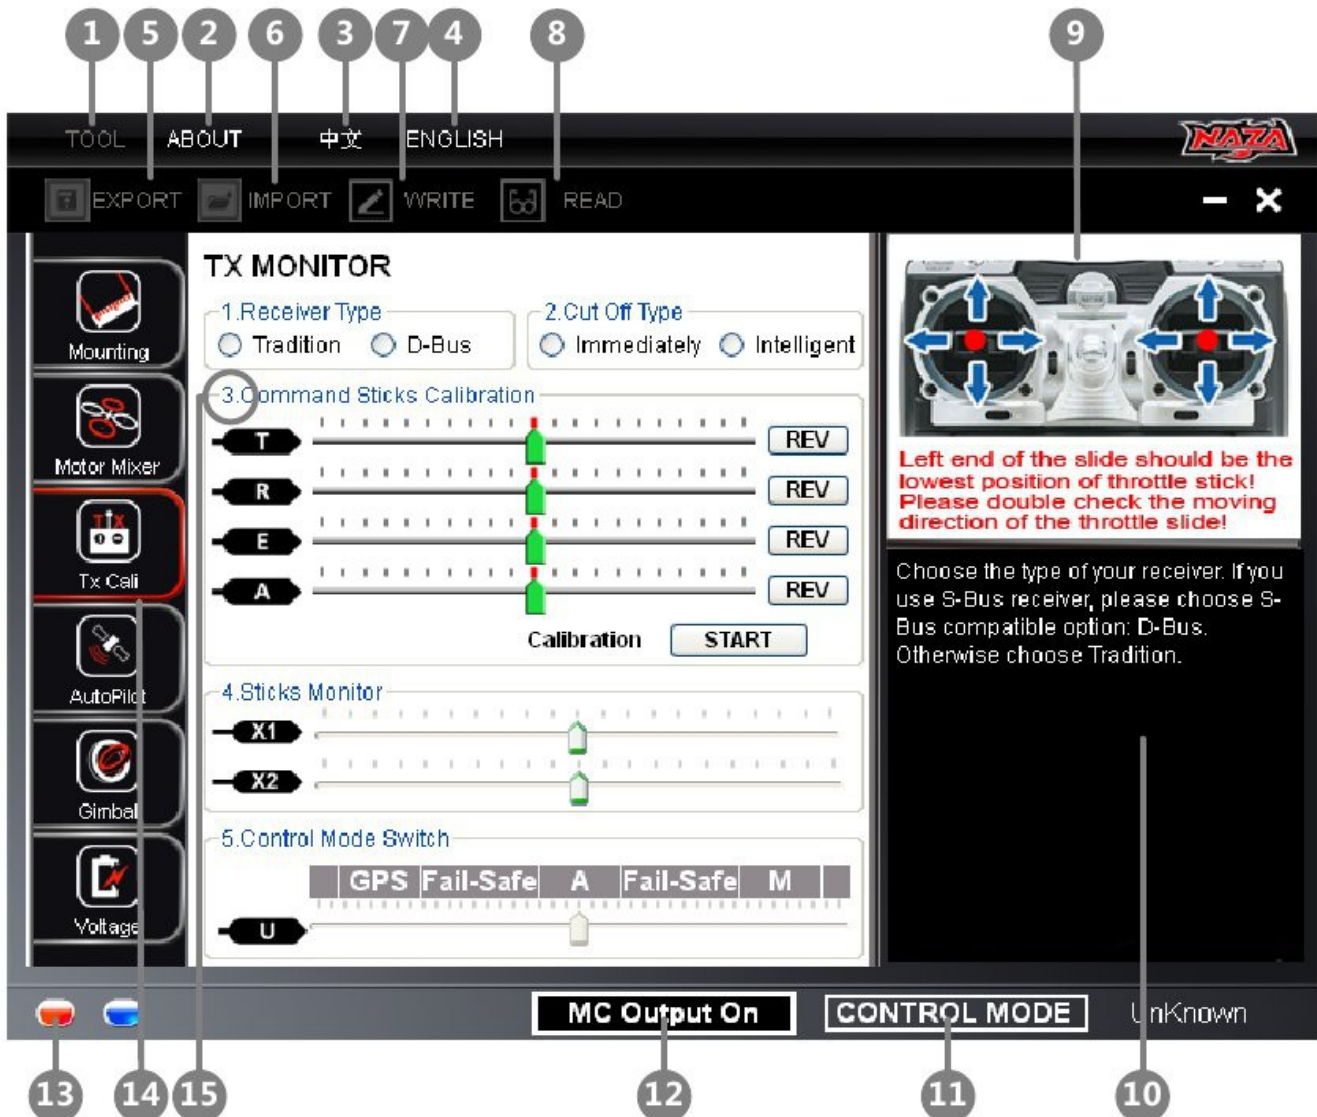 1 5 2 6 3 7 4 8 9
TOOL ABOUT 中文 ENGLISH
NAZA
EXPORT IMPORT WRITE READ
Mounting
Motor Mixer
Tx Cali
AutoPilot
Gimbal
Voltage
TX MONITOR
1.Receiver Type
Tradition D-Bus
2.Cut Off Type
Immediately Intelligent
3.Command Sticks Calibration
T REV
R REV
E REV
A REV
Calibration START
4.Sticks Monitor
X1
X2
5.Control Mode Switch
GPS Fail-Safe A Fail-Safe M
U
Left end of the slide should be the
lowest position of throttle stick!
Please double check the moving
direction of the throttle slide!
Choose the type of your receiver. If you
use S-Bus receiver, please choose S-
Bus compatible option: D-Bus.
Otherwise choose Tradition.
MC Output On CONTROL MODE UnKnown
13 14 15 12 11 10